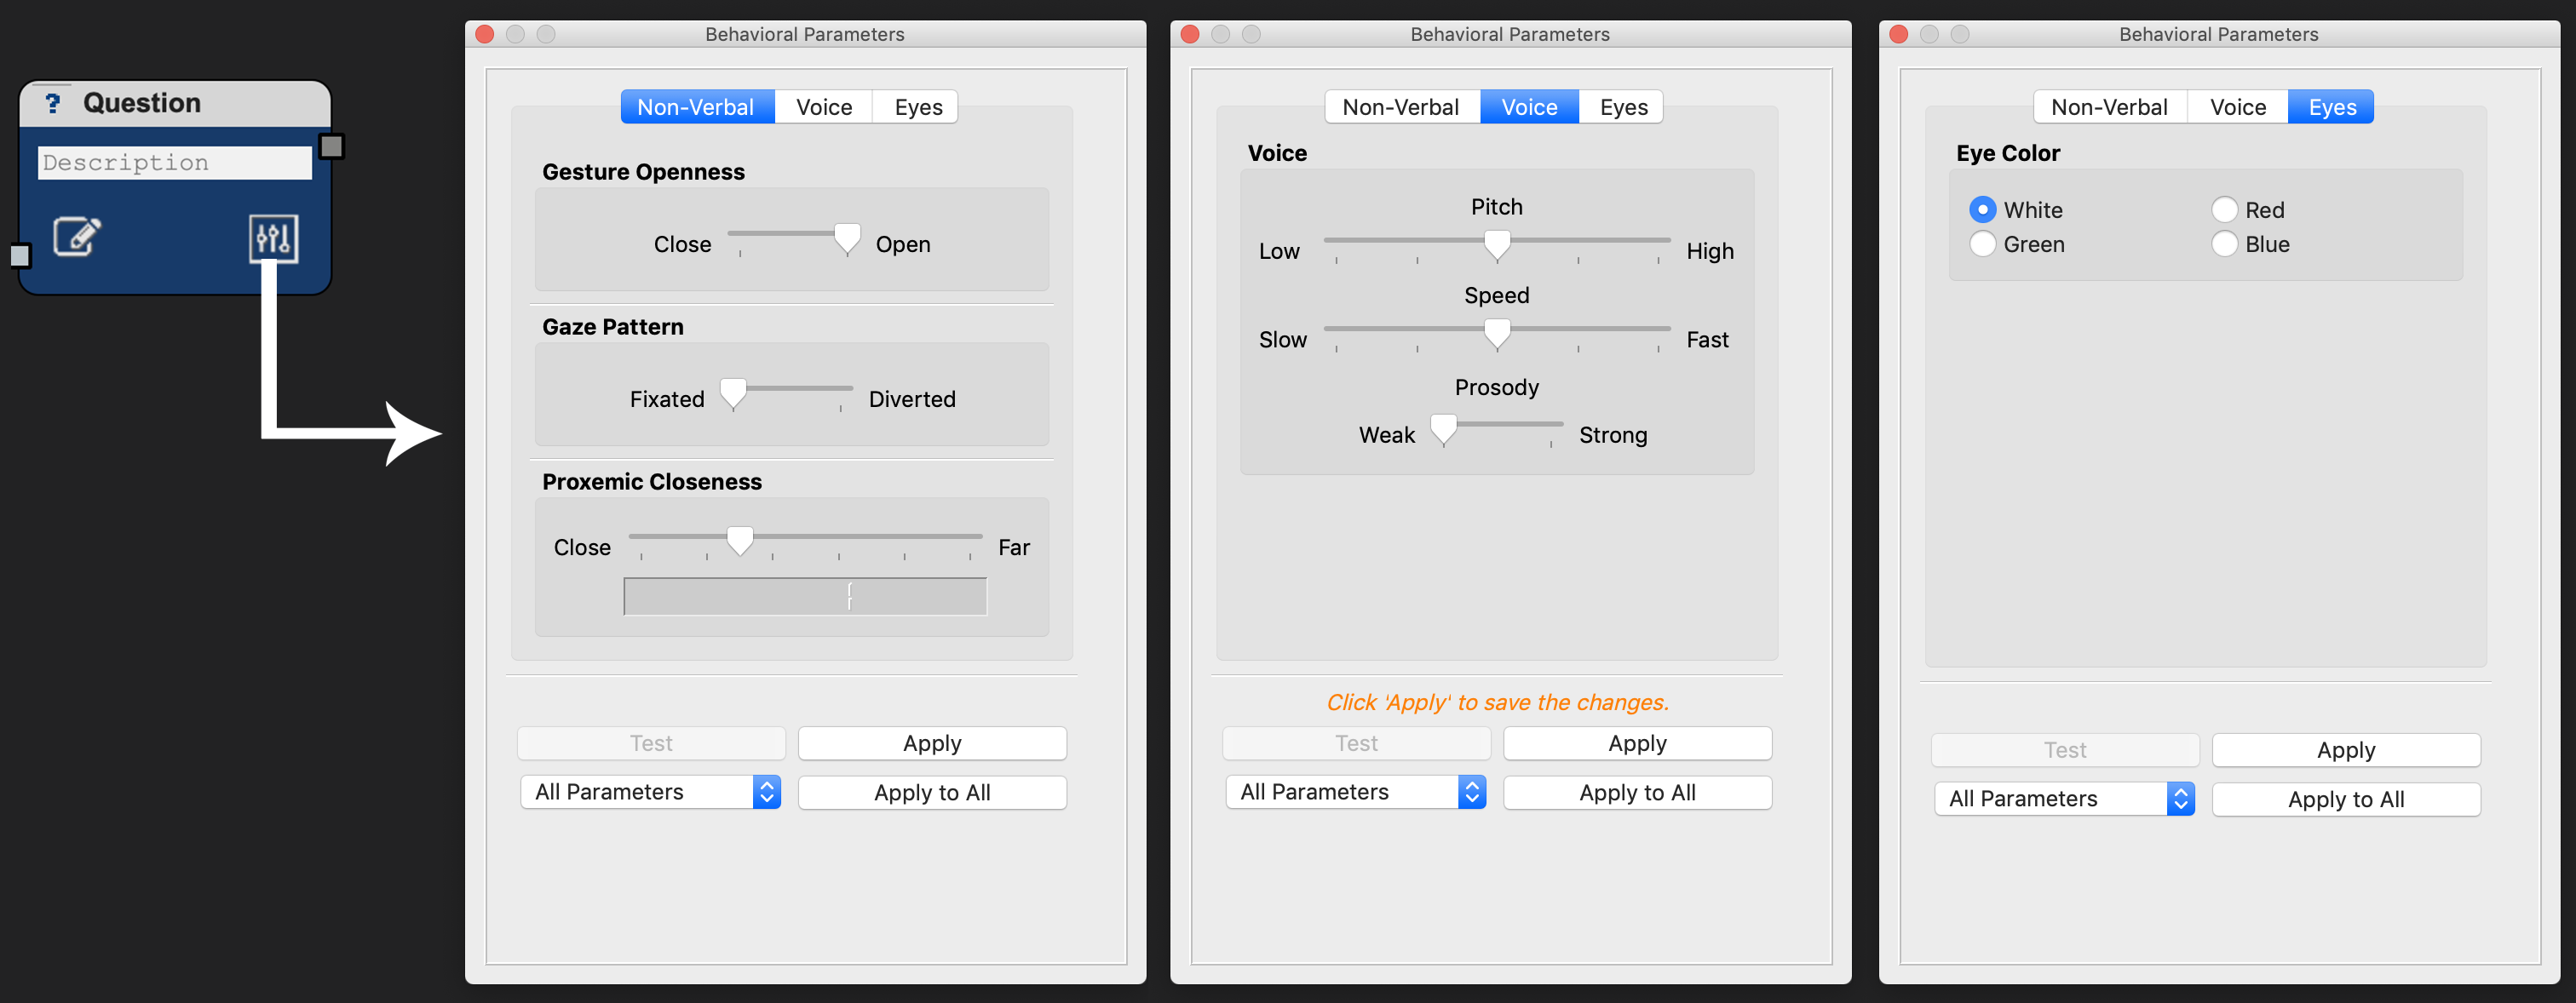 ? Question
Description
Behavioral Parameters
Non-Verbal Voice Eyes
Gesture Openness
Close Open
Gaze Pattern
Fixated Diverted
Proxemic Closeness
Close Far
Test Apply
All Parameters Apply to All
Behavioral Parameters
Non-Verbal Voice Eyes
Voice
Pitch
Low High
Speed
Slow Fast
Prosody
Weak Strong
Click 'Apply' to save the changes.
Test Apply
All Parameters Apply to All
Behavioral Parameters
Non-Verbal Voice Eyes
Eye Color
White Red
Green Blue
Test Apply
All Parameters Apply to All